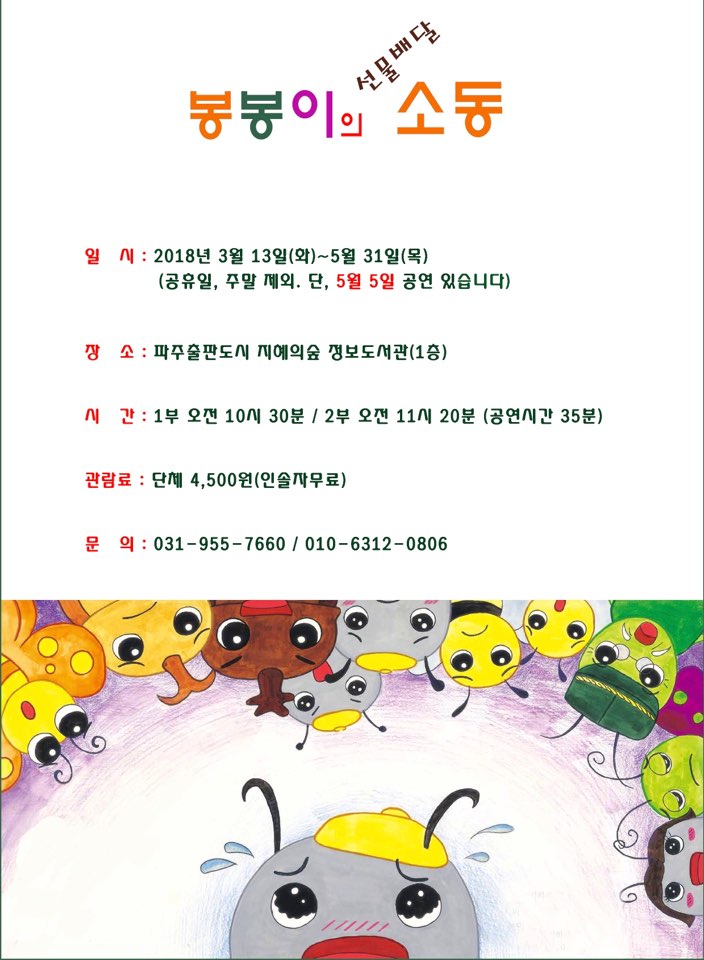 봉봉이의 선물배달 소동
일 시 : 2018년 3월 13일(화)~5월 31일(목)
(공휴일, 주말 제외. 단, 5월 5일 공연 있습니다)
장 소 : 파주출판도시 지혜의숲 정보도서관(1층)
시 간 : 1부 오전 10시 30분 / 2부 오전 11시 20분 (공연시간 35분)
관람료 : 단체 4,500원(인솔자무료)
문 의 : 031-955-7660 / 010-6312-0806